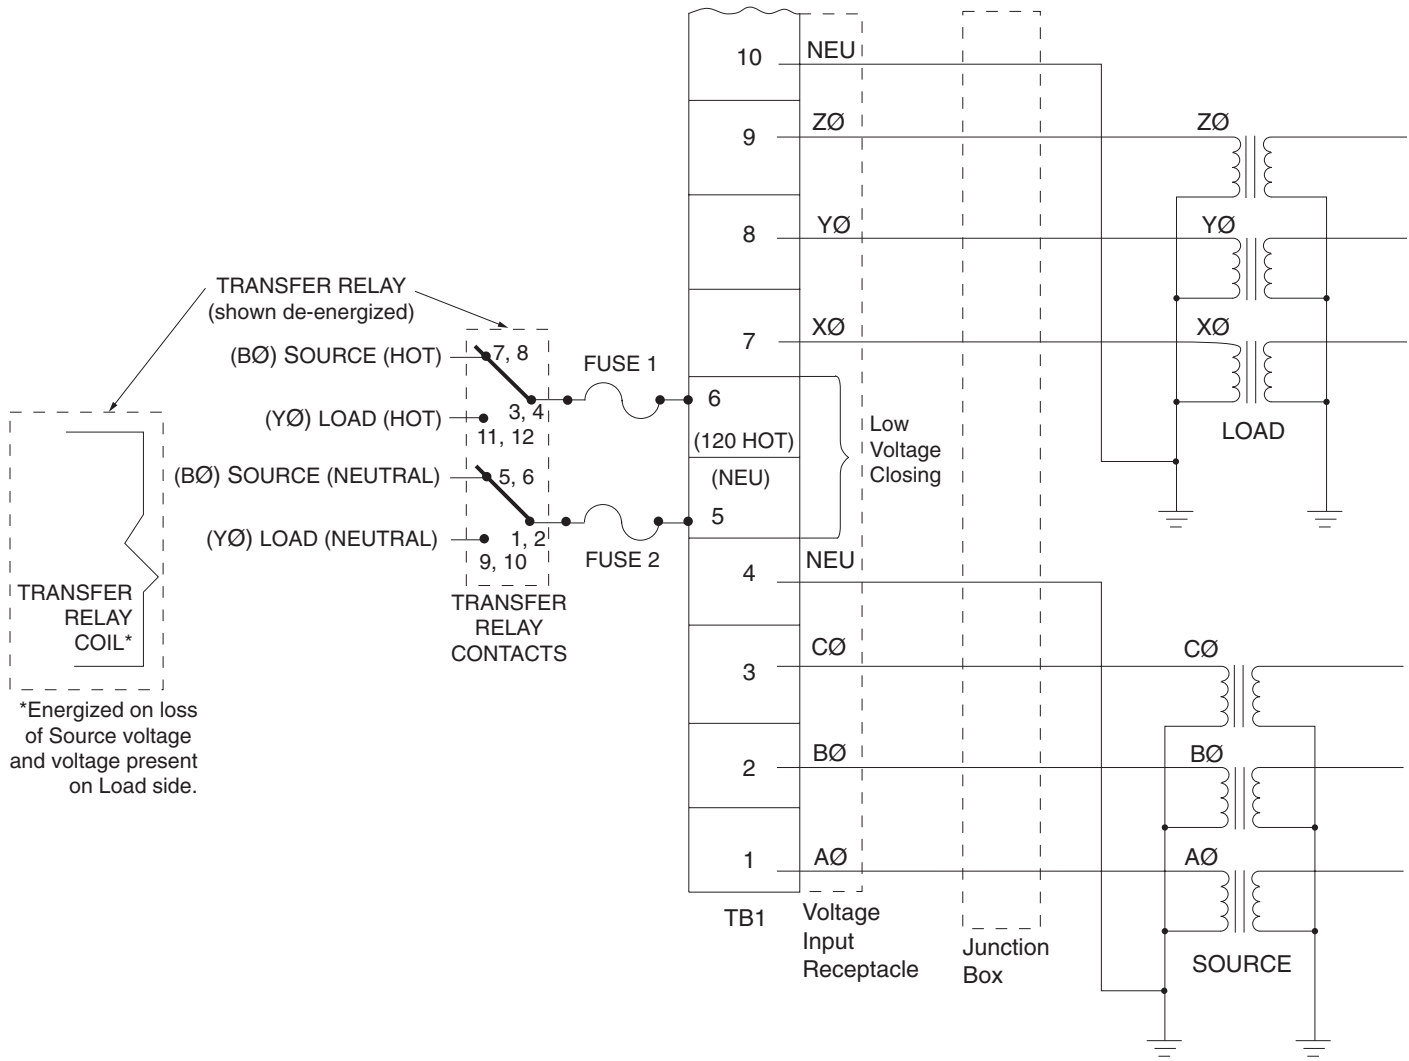 10 NEU
9 ZØ ZØ
8 YØ YØ
TRANSFER RELAY
(shown de-energized)
7 XØ XØ
(BØ) SOURCE (HOT)
7, 8
FUSE 1
6
(YØ) LOAD (HOT)
3, 4
11, 12
(120 HOT)
Low
Voltage
Closing
LOAD
(BØ) SOURCE (NEUTRAL)
5, 6
(NEU)
5
(YØ) LOAD (NEUTRAL)
1, 2
9, 10
FUSE 2
4 NEU
TRANSFER
RELAY
COIL*
TRANSFER
RELAY
CONTACTS
3 CØ CØ
*Energized on loss
of Source voltage
and voltage present
on Load side.
2 BØ BØ
1 AØ AØ
TB1
Voltage
Input
Receptacle
Junction
Box
SOURCE